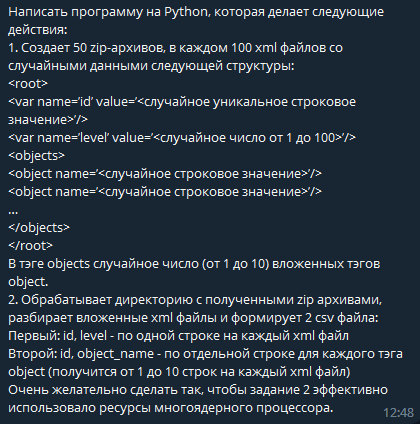 Написать программу на Python, которая делает следующие
действия:
1. Создает 50 zip-архивов, в каждом 100 xml файлов со
случайными данными следующей структуры:
<root>
<var name=’id’ value=’<случайное уникальное строковое
значение>’/>
<var name=’level’ value=’<случайное число от 1 до 100>’/>
<objects>
<object name=’<случайное строковое значение>’/>
<object name=’<случайное строковое значение>’/>
…
</objects>
</root>
В тэге objects случайное число (от 1 до 10) вложенных тэгов
object.
2. Обрабатывает директорию с полученными zip архивами,
разбирает вложенные xml файлы и формирует 2 csv файла:
Первый: id, level - по одной строке на каждый xml файл
Второй: id, object_name - по отдельной строке для каждого тэга
object (получится от 1 до 10 строк на каждый xml файл)
Очень желательно сделать так, чтобы задание 2 эффективно
использовало ресурсы многоядерного процессора.
12:48